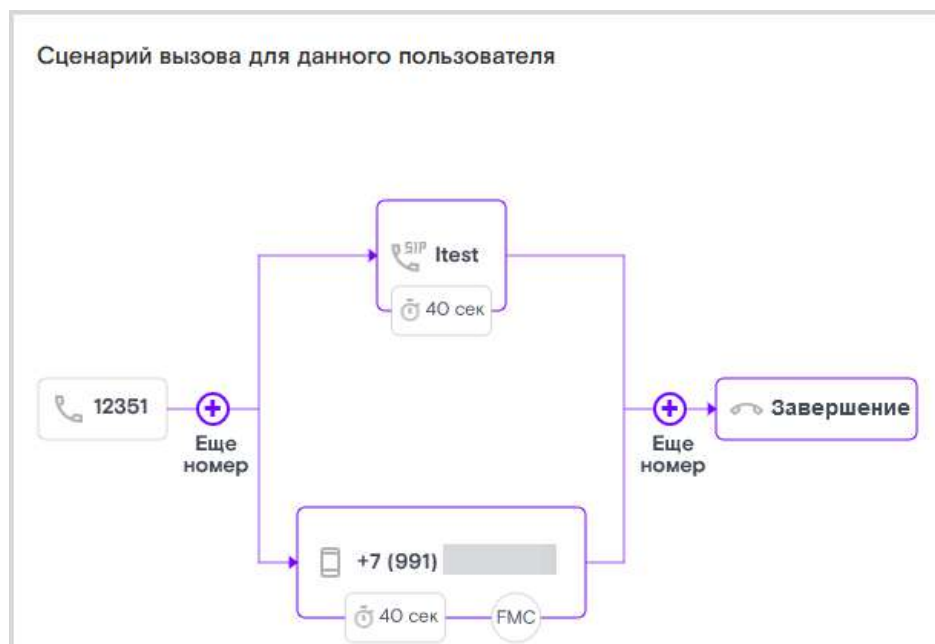 Сценарий вызова для данного пользователя
SIP Itest
40 сек
12351
Еще
номер
Еще
номер
Завершение
+7 (991)
40 сек
FMC